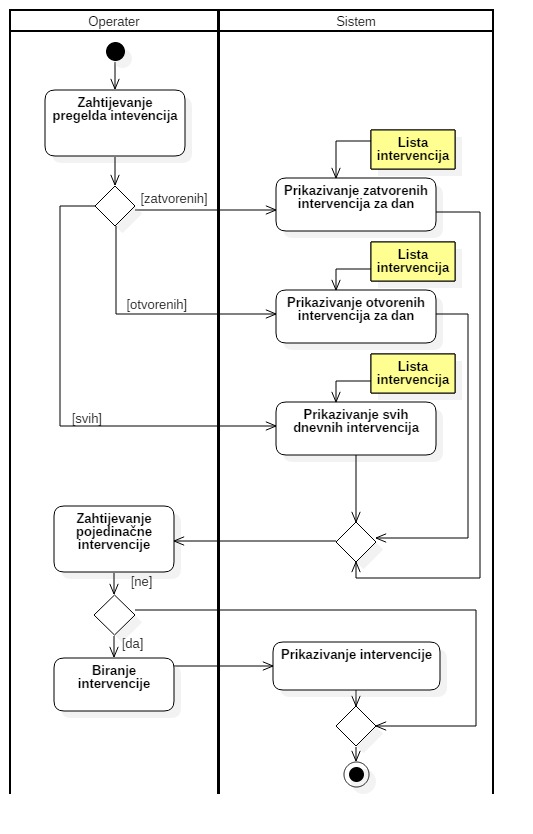 Operater
Sistem
Zahtijevanje
pregelda intevencija
Lista
intervencija
[zatvorenih]
Prikazivanje zatvorenih
intervencija za dan
Lista
intervencija
[otvorenih]
Prikazivanje otvorenih
intervencija za dan
Lista
intervencija
[svih]
Prikazivanje svih
dnevnih intervencija
Zahtijevanje
pojedinačne
intervencije
[ne]
[da]
Biranje
intervencije
Prikazivanje intervencije